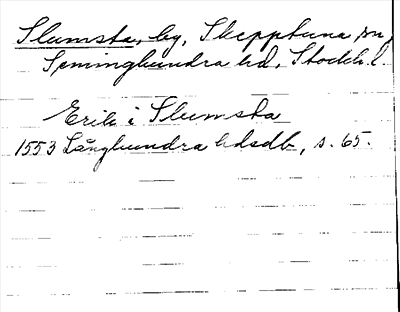 Slumsta, by, Skepptuna sn,
Seminghundra hd, Stockh. l.
Erik i Slumsta
1553 Långhundra hdsdb, s. 65.